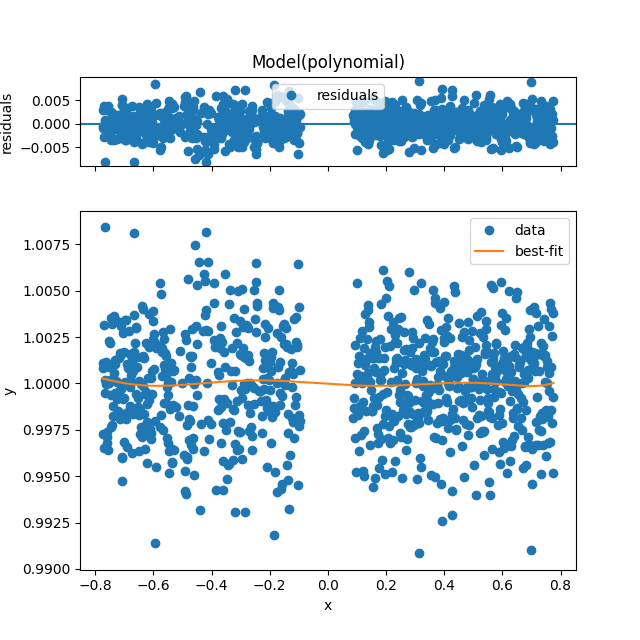 Model(polynomial)
residuals
0.005
0.000
−0.005
residuals
1.0075
1.0050
1.0025
1.0000
0.9975
0.9950
0.9925
0.9900
y
data
best-fit
−0.8 −0.6 −0.4 −0.2 0.0 0.2 0.4 0.6 0.8
x